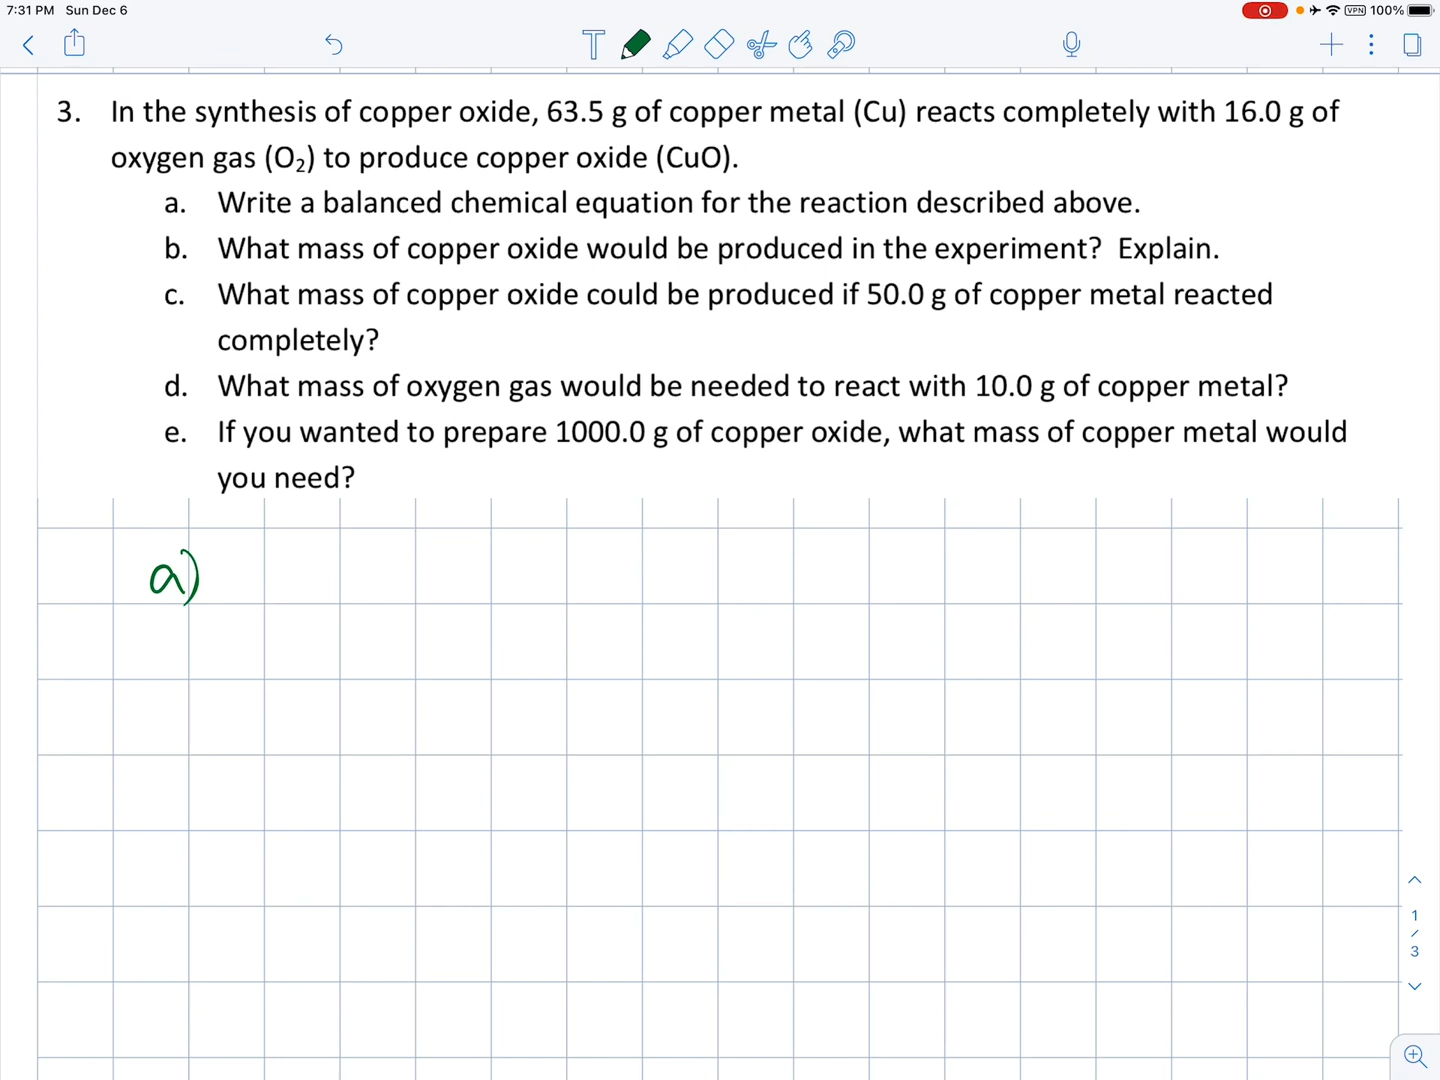 7:31 PM Sun Dec 6
VPN 100%
T
3. In the synthesis of copper oxide, 63.5 g of copper metal (Cu) reacts completely with 16.0 g of
oxygen gas (O₂) to produce copper oxide (CuO).
a. Write a balanced chemical equation for the reaction described above.
b. What mass of copper oxide would be produced in the experiment? Explain.
c. What mass of copper oxide could be produced if 50.0 g of copper metal reacted
completely?
d. What mass of oxygen gas would be needed to react with 10.0 g of copper metal?
e. If you wanted to prepare 1000.0 g of copper oxide, what mass of copper metal would
you need?
a)
1
/
3